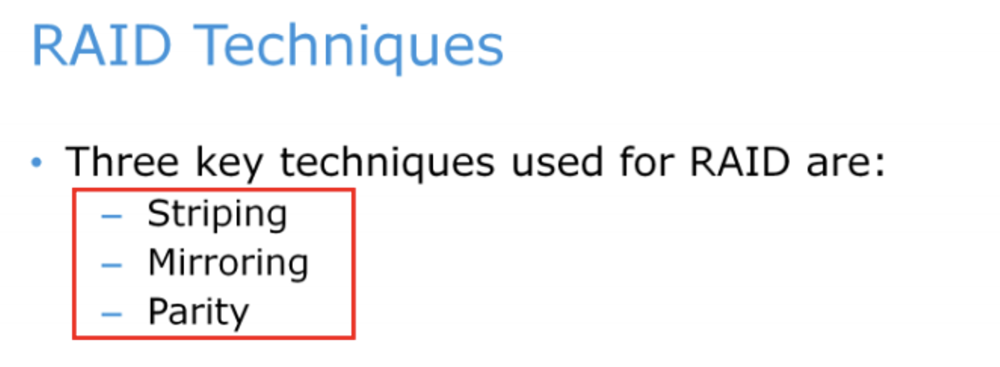 RAID Techniques
• Three key techniques used for RAID are:
– Striping
– Mirroring
– Parity